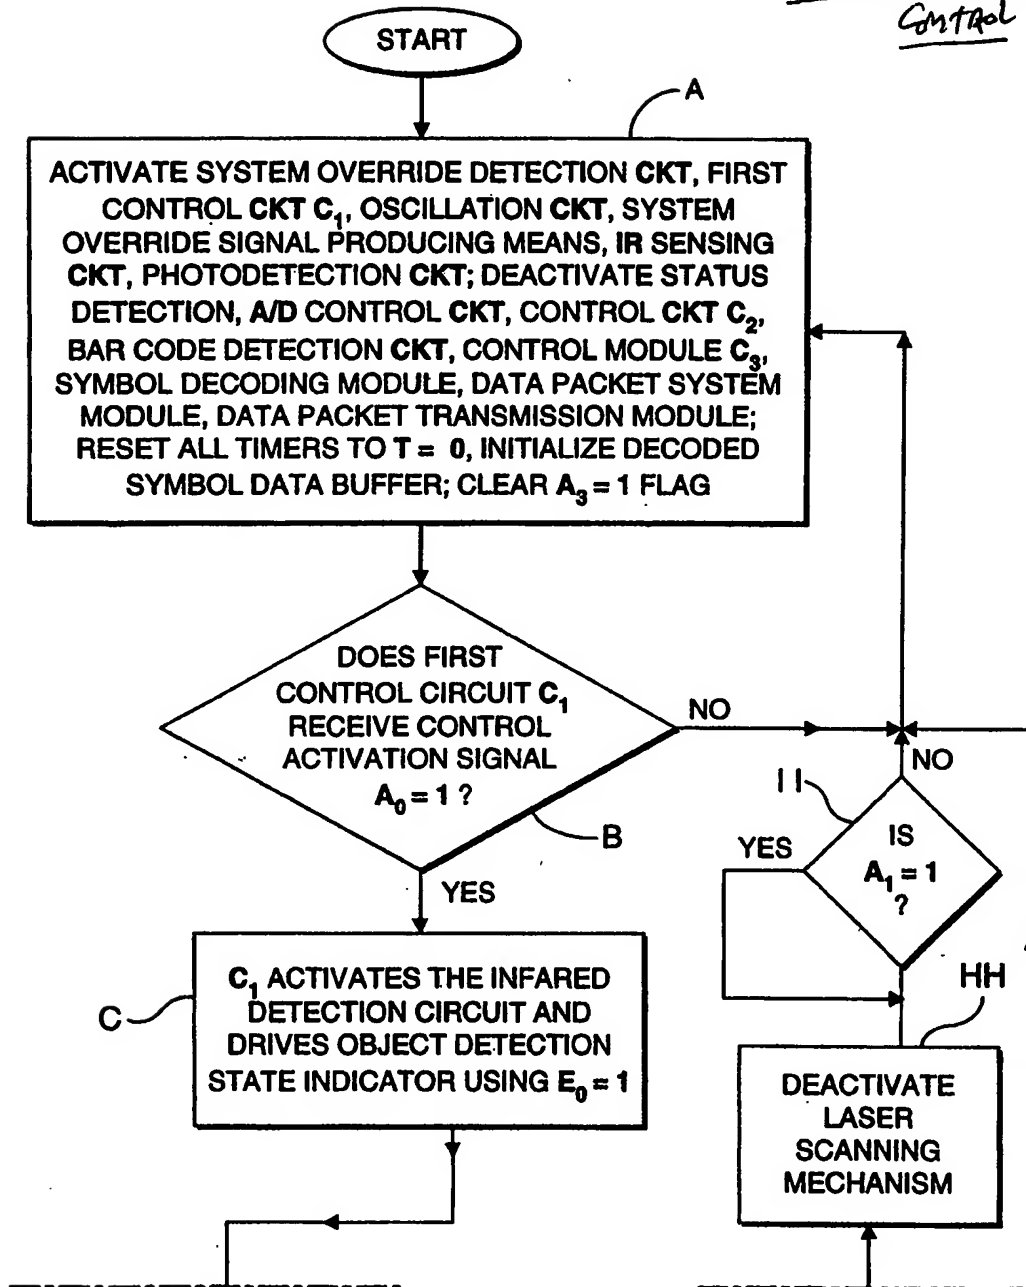 CONTROL
START
A
ACTIVATE SYSTEM OVERRIDE DETECTION CKT, FIRST
CONTROL CKT C₁, OSCILLATION CKT, SYSTEM
OVERRIDE SIGNAL PRODUCING MEANS, IR SENSING
CKT, PHOTODETECTION CKT; DEACTIVATE STATUS
DETECTION, A/D CONTROL CKT, CONTROL CKT C₂,
BAR CODE DETECTION CKT, CONTROL MODULE C₃,
SYMBOL DECODING MODULE, DATA PACKET SYSTEM
MODULE, DATA PACKET TRANSMISSION MODULE;
RESET ALL TIMERS TO T = 0, INITIALIZE DECODED
SYMBOL DATA BUFFER; CLEAR A₃ = 1 FLAG
DOES FIRST
CONTROL CIRCUIT C₁
RECEIVE CONTROL
ACTIVATION SIGNAL
A₀ = 1 ?
NO
B
YES
NO
II
IS
A₁ = 1
?
YES
C₁ ACTIVATES THE INFARED
DETECTION CIRCUIT AND
DRIVES OBJECT DETECTION
STATE INDICATOR USING E₀ = 1
C
HH
DEACTIVATE
LASER
SCANNING
MECHANISM